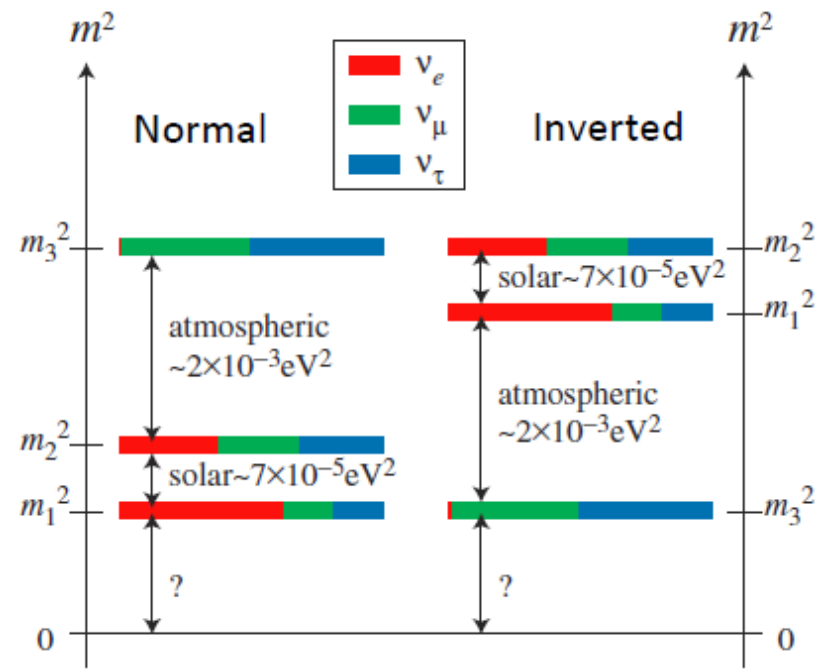 m²
m²
νe
νμ
ντ
Normal
Inverted
m₃²
m₂²
solar~7×10⁻⁵eV²
m₁²
atmospheric
~2×10⁻³eV²
atmospheric
~2×10⁻³eV²
m₂²
solar~7×10⁻⁵eV²
m₁²
m₃²
?
?
0
0